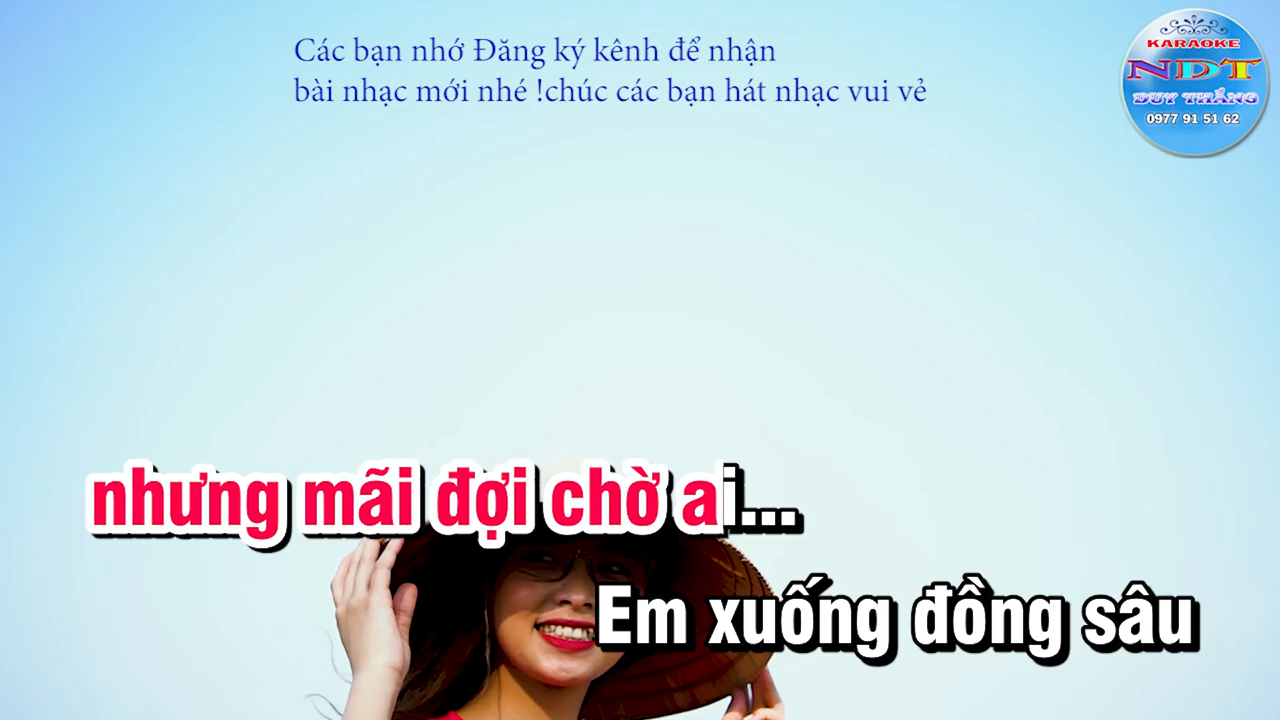 Các bạn nhớ Đăng ký kênh để nhận
bài nhạc mới nhé !chúc các bạn hát nhạc vui vẻ
KARAOKE
NDT
DUY THẮNG
0977 91 51 62
nhưng mãi đợi chờ ai...
Em xuống đồng sâu